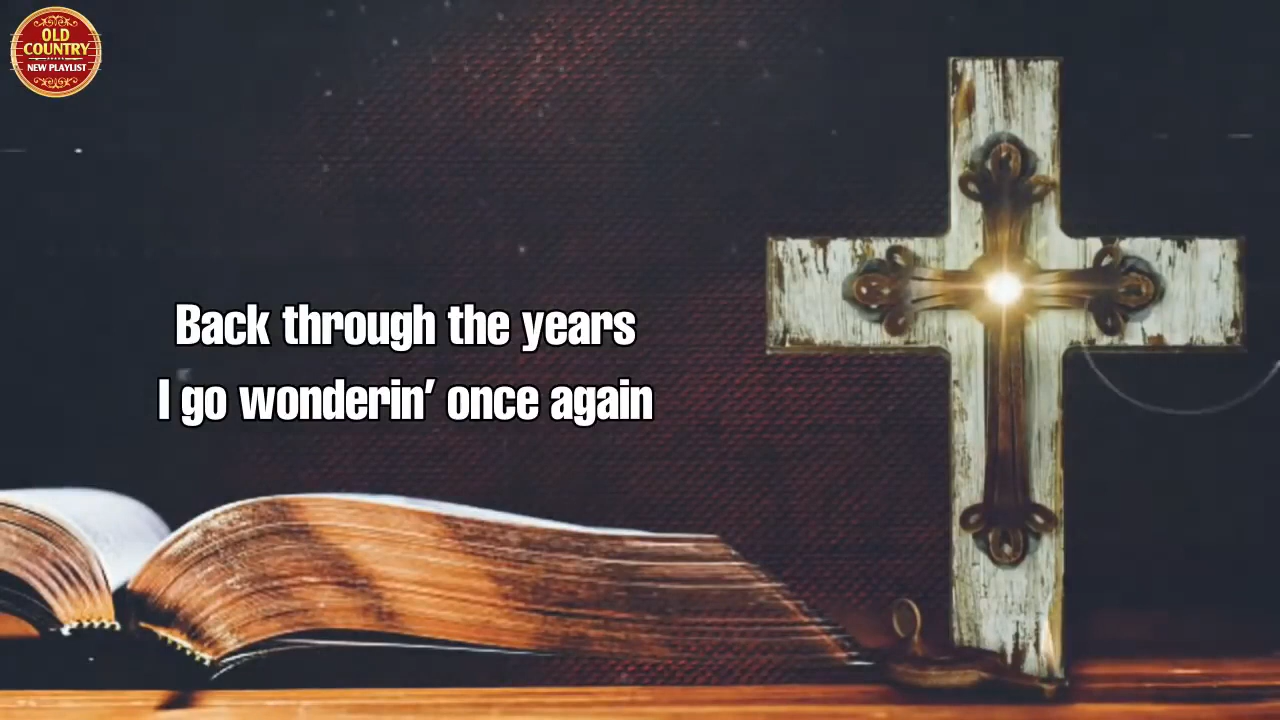 OLD
COUNTRY
NEW PLAYLIST
Back through the years
I go wonderin' once again